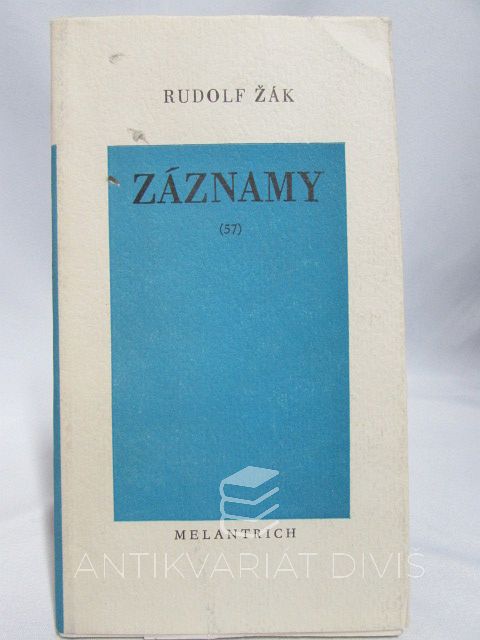 RUDOLF ŽÁK
ZÁZNAMY
(57)
MELANTRICH
ANTIKVARIÁT DIVIŠ